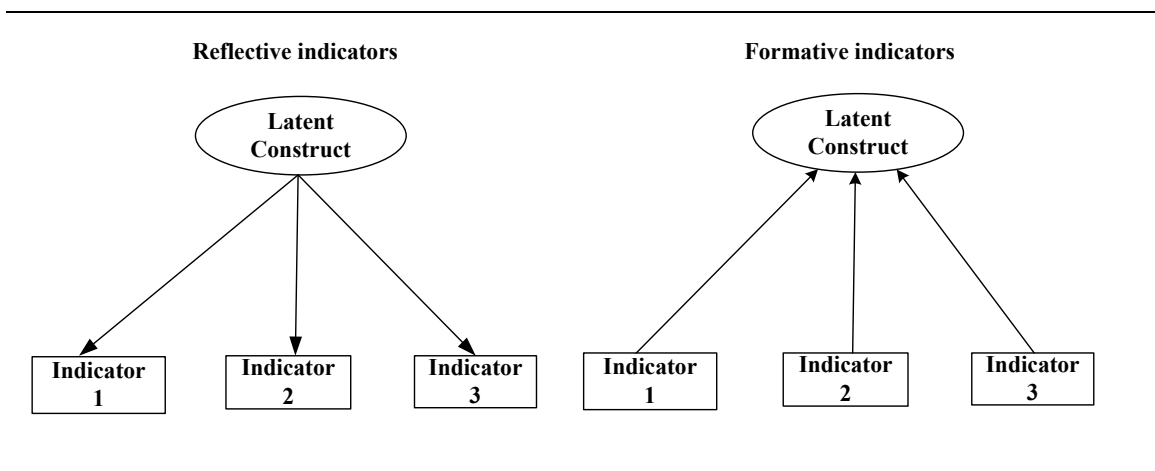 Reflective indicators
Latent
Construct
Indicator
1
Indicator
2
Indicator
3
Formative indicators
Latent
Construct
Indicator
1
Indicator
2
Indicator
3